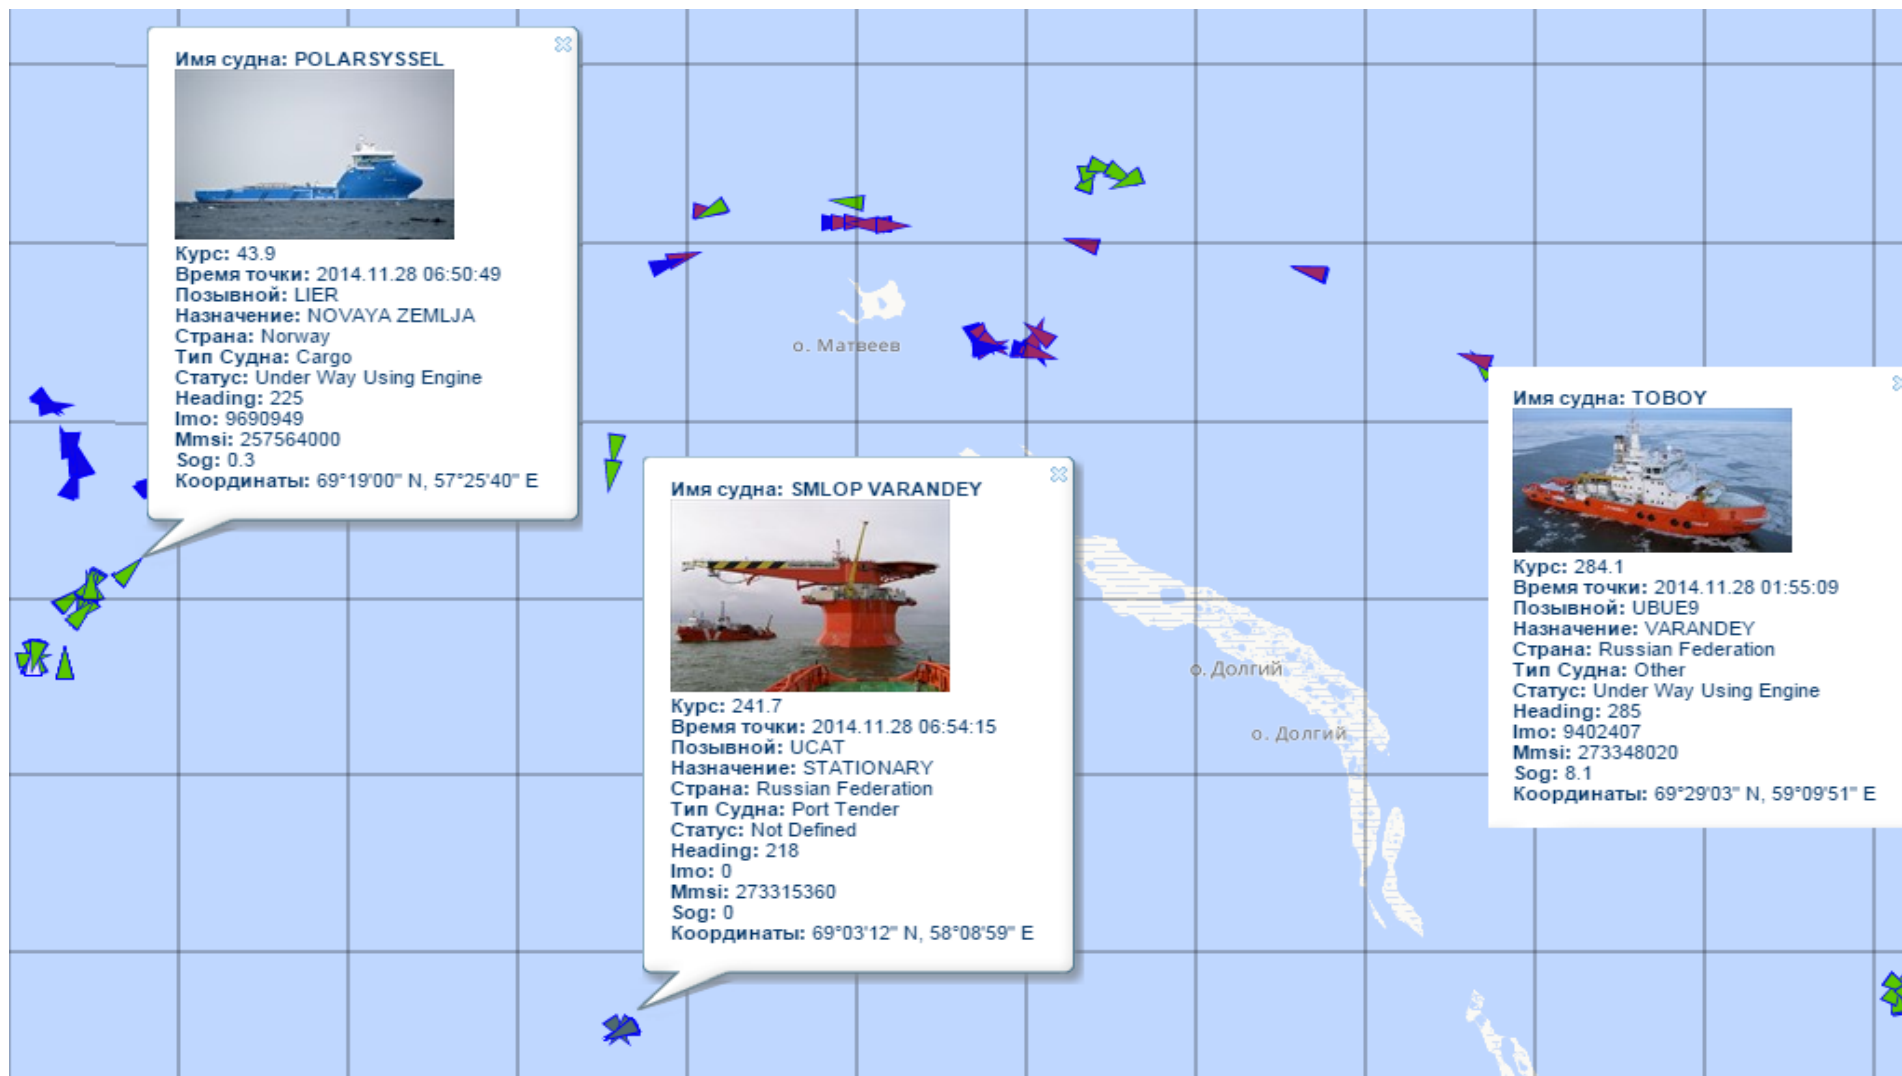 Имя судна: POLARSYSSEL
Курс: 43.9
Время точки: 2014.11.28 06:50:49
Позывной: LIER
Назначение: NOVAYA ZEMLJA
Страна: Norway
Тип Судна: Cargo
Статус: Under Way Using Engine
Heading: 225
Imo: 9690949
Mmsi: 257564000
Sog: 0.3
Координаты: 69°19'00" N, 57°25'40" E
о. Матвеев
Имя судна: SMLOP VARANDEY
Курс: 241.7
Время точки: 2014.11.28 06:54:15
Позывной: UCAT
Назначение: STATIONARY
Страна: Russian Federation
Тип Судна: Port Tender
Статус: Not Defined
Heading: 218
Imo: 0
Mmsi: 273315360
Sog: 0
Координаты: 69°03'12" N, 58°08'59" E
о. Долгий
о. Долгий
Имя судна: TOBOY
Курс: 284.1
Время точки: 2014.11.28 01:55:09
Позывной: UBUE9
Назначение: VARANDEY
Страна: Russian Federation
Тип Судна: Other
Статус: Under Way Using Engine
Heading: 285
Imo: 9402407
Mmsi: 273348020
Sog: 8.1
Координаты: 69°29'03" N, 59°09'51" E